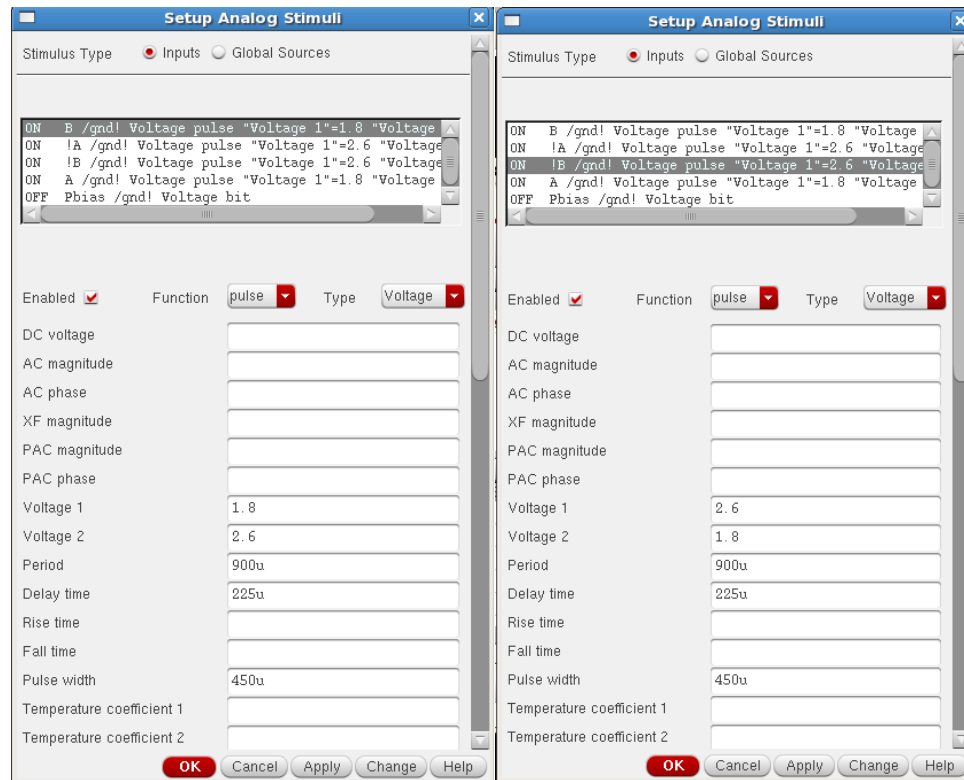 Setup Analog Stimuli
Stimulus Type Inputs Global Sources
ON B /gnd! Voltage pulse "Voltage 1"=1.8 "Voltage
ON !A /gnd! Voltage pulse "Voltage 1"=2.6 "Voltage
ON !B /gnd! Voltage pulse "Voltage 1"=2.6 "Voltage
ON A /gnd! Voltage pulse "Voltage 1"=1.8 "Voltage
OFF Pbias /gnd! Voltage bit
Enabled Function pulse Type Voltage
DC voltage
AC magnitude
AC phase
XF magnitude
PAC magnitude
PAC phase
Voltage 1 1.8
Voltage 2 2.6
Period 900u
Delay time 225u
Rise time
Fall time
Pulse width 450u
Temperature coefficient 1
Temperature coefficient 2
OK Cancel Apply Change Help
Setup Analog Stimuli
Stimulus Type Inputs Global Sources
ON B /gnd! Voltage pulse "Voltage 1"=1.8 "Voltage
ON !A /gnd! Voltage pulse "Voltage 1"=2.6 "Voltage
ON !B /gnd! Voltage pulse "Voltage 1"=2.6 "Voltage
ON A /gnd! Voltage pulse "Voltage 1"=1.8 "Voltage
OFF Pbias /gnd! Voltage bit
Enabled Function pulse Type Voltage
DC voltage
AC magnitude
AC phase
XF magnitude
PAC magnitude
PAC phase
Voltage 1 2.6
Voltage 2 1.8
Period 900u
Delay time 225u
Rise time
Fall time
Pulse width 450u
Temperature coefficient 1
Temperature coefficient 2
OK Cancel Apply Change Help